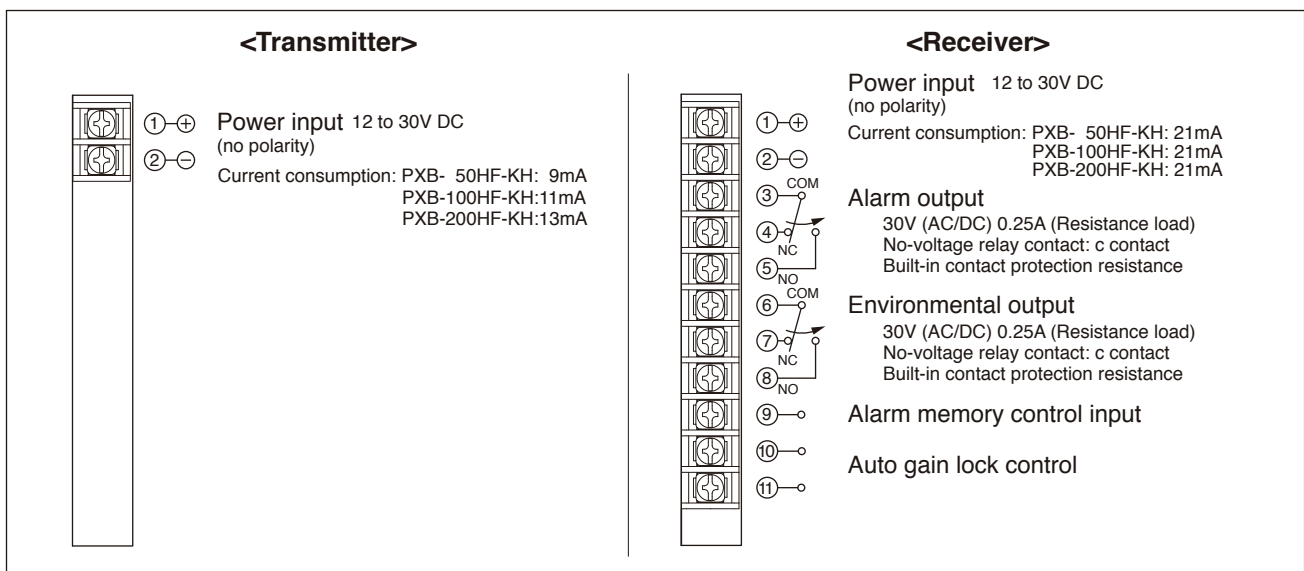 <Transmitter>
① ⊕ Power input 12 to 30V DC
② ⊖ (no polarity)
Current consumption: PXB- 50HF-KH: 9mA
PXB-100HF-KH:11mA
PXB-200HF-KH:13mA
<Receiver>
Power input 12 to 30V DC
(no polarity)
① ⊕
② ⊖
Current consumption: PXB- 50HF-KH: 21mA
PXB-100HF-KH: 21mA
PXB-200HF-KH: 21mA
③ COM
④ NC
⑤ NO
Alarm output
30V (AC/DC) 0.25A (Resistance load)
No-voltage relay contact: c contact
Built-in contact protection resistance
⑥ COM
⑦ NC
⑧ NO
Environmental output
30V (AC/DC) 0.25A (Resistance load)
No-voltage relay contact: c contact
Built-in contact protection resistance
⑨ Alarm memory control input
⑩
⑪
Auto gain lock control